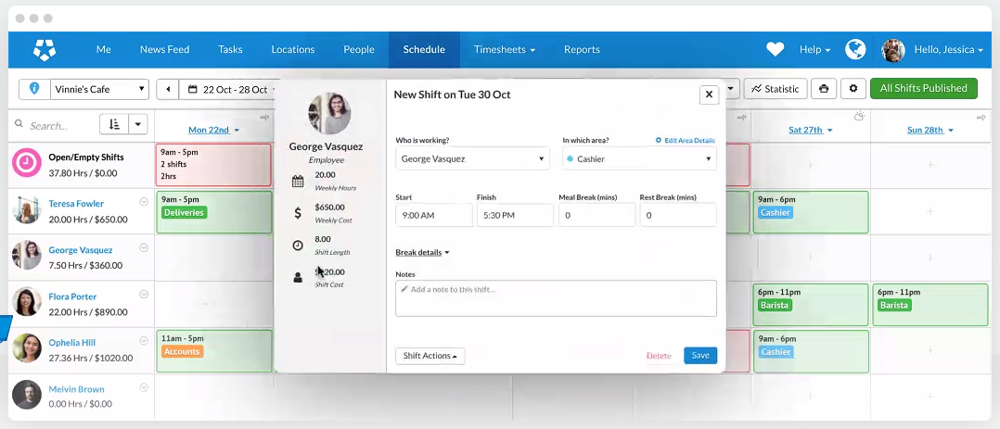 Me News Feed Tasks Locations People Schedule Timesheets Reports Help Hello, Jessica
Vinnie's Cafe 22 Oct - 28 Oct Statistic All Shifts Published
Search...
Mon 22nd Sat 27th Sun 28th
Open/Empty Shifts
37.80 Hrs / $0.00
9am - 5pm
2 shifts
2hrs
Teresa Fowler
20.00 Hrs / $650.00
9am - 5pm
Deliveries
9am - 6pm
Cashier
George Vasquez
7.50 Hrs / $360.00
Flora Porter
22.00 Hrs / $890.00
6pm - 11pm
Barista
6pm - 11pm
Barista
Ophelia Hill
27.36 Hrs / $1020.00
11am - 5pm
Accounts
9am - 6pm
Cashier
Melvin Brown
0.00 Hrs / $0.00
George Vasquez
Employee
20.00
Weekly Hours
$650.00
Weekly Cost
8.00
Shift Length
Shift Cost
New Shift on Tue 30 Oct
Who is working? In which area? Edit Area Details
George Vasquez Cashier
Start Finish Meal Break (mins) Rest Break (mins)
9:00 AM 5:30 PM 0 0
Break details
Notes
Add a note to this shift...
Shift Actions Delete Save